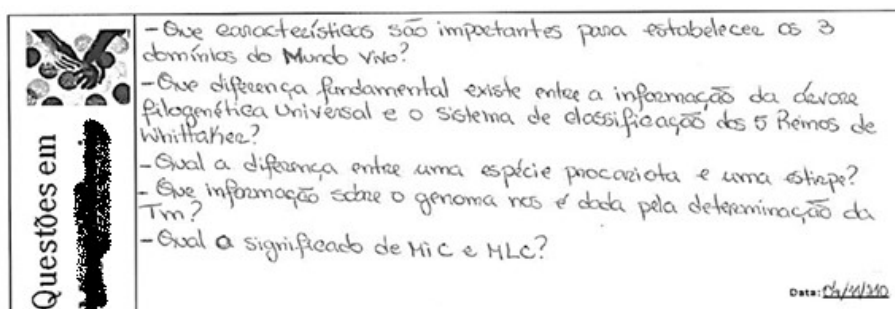 Questões em
- Que características são importantes para estabelecer os 3
domínios do Mundo Vivo?
- Que diferença fundamental existe entre a informação da árvore
filogenética Universal e o sistema de classificação dos 5 Reinos de
Whittaker?
- Qual a diferença entre uma espécie procariota e uma estirpe?
- Que informação sobre o genoma nos é dada pela determinação da
Tm?
- Qual o significado de MIC e MLC?
Data: